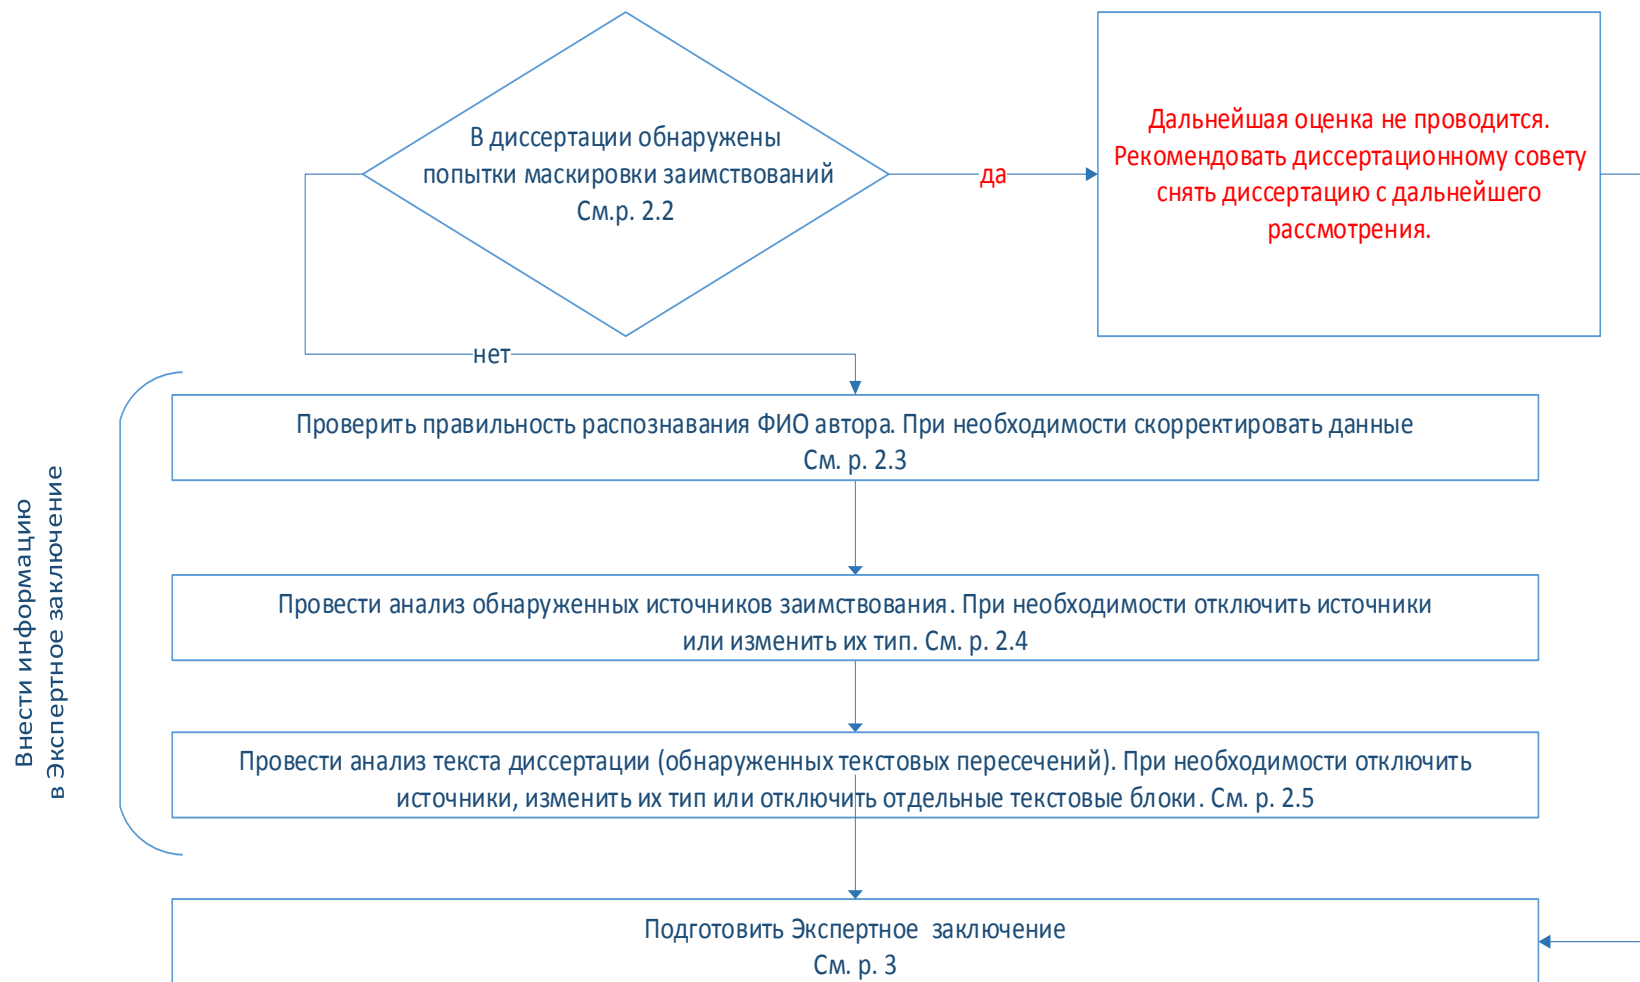 В диссертации обнаружены
попытки маскировки заимствований
См.р. 2.2
да
Дальнейшая оценка не проводится.
Рекомендовать диссертационному совету
снять диссертацию с дальнейшего
рассмотрения.
нет
Проверить правильность распознавания ФИО автора. При необходимости скорректировать данные
См. р. 2.3
Провести анализ обнаруженных источников заимствования. При необходимости отключить источники
или изменить их тип. См. р. 2.4
Провести анализ текста диссертации (обнаруженных текстовых пересечений). При необходимости отключить
источники, изменить их тип или отключить отдельные текстовые блоки. См. р. 2.5
Внести информацию
в Экспертное заключение
Подготовить Экспертное заключение
См. р. 3